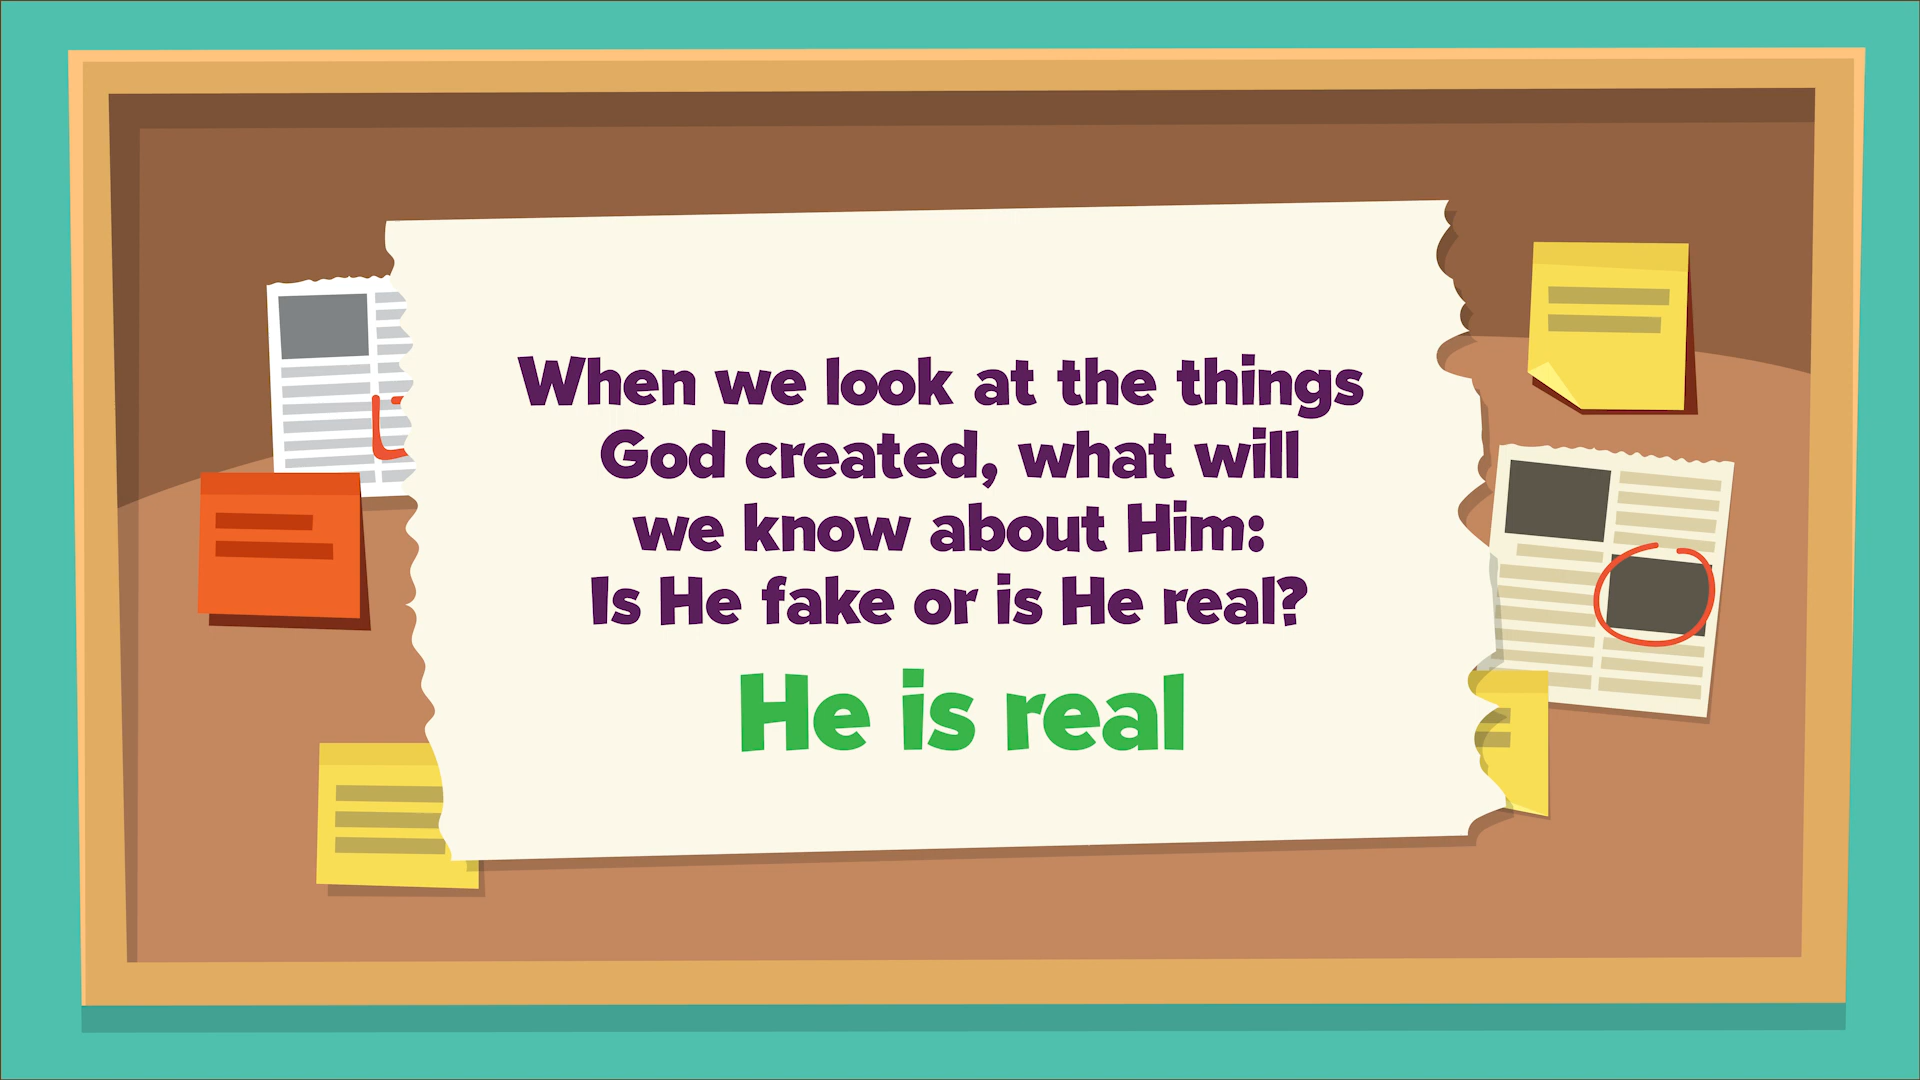 When we look at the things
God created, what will
we know about Him:
Is He fake or is He real?
He is real